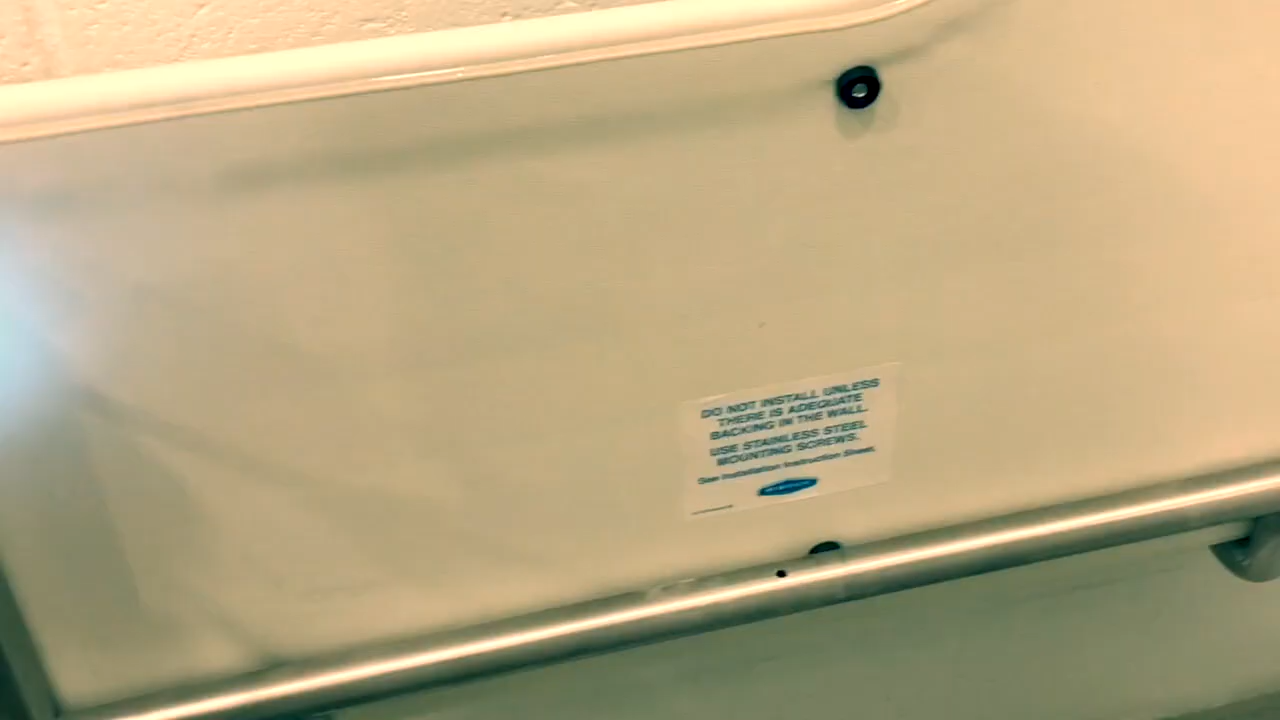 DO NOT INSTALL UNLESS
THERE IS ADEQUATE
BACKING IN THE WALL.
USE STAINLESS STEEL
MOUNTING SCREWS.
See Installation Instruction Sheet.